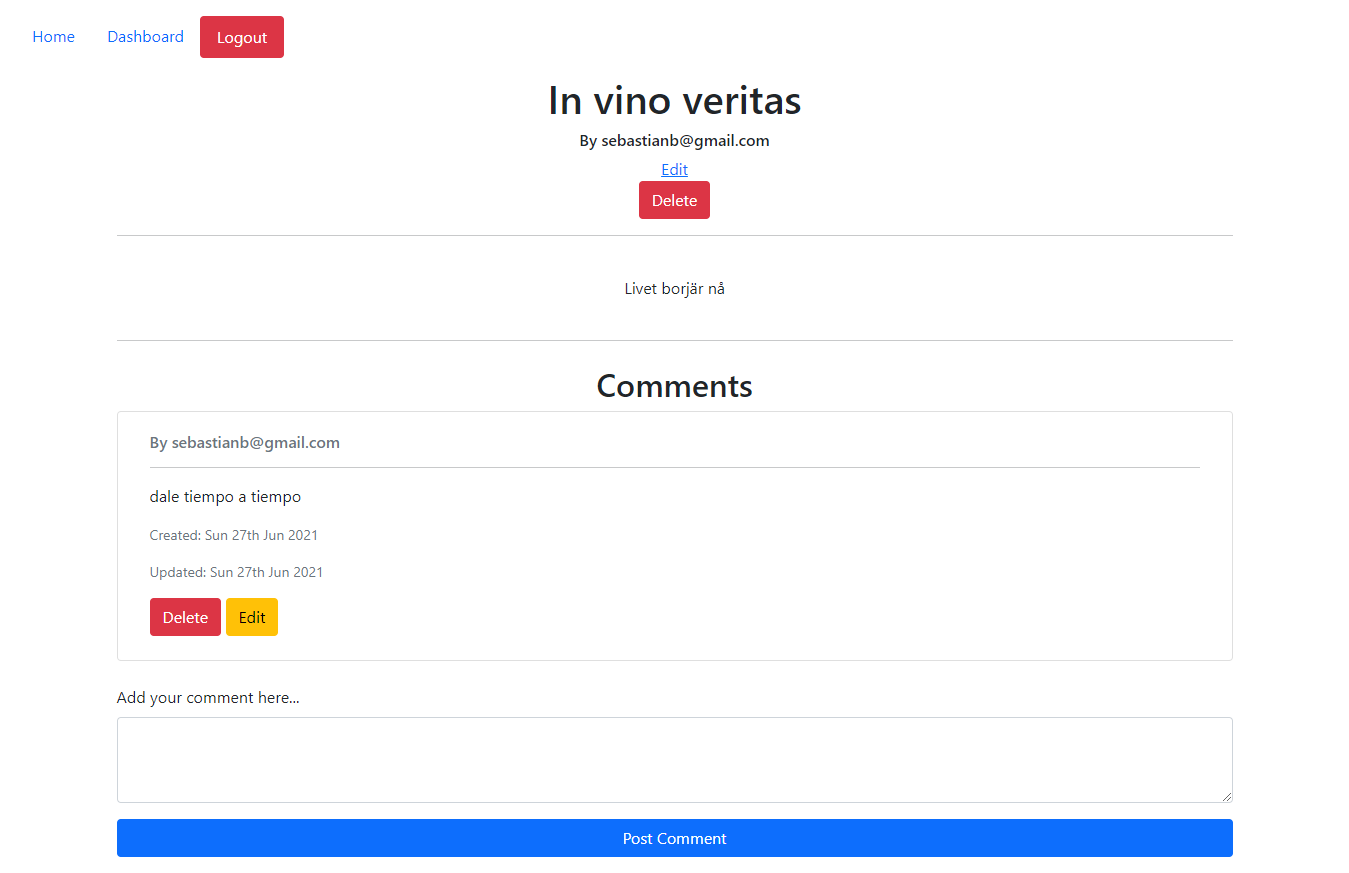 Home Dashboard Logout
In vino veritas
By sebastianb@gmail.com
Edit
Delete
Livet borjär nå
Comments
By sebastianb@gmail.com
dale tiempo a tiempo
Created: Sun 27th Jun 2021
Updated: Sun 27th Jun 2021
Delete Edit
Add your comment here...
Post Comment